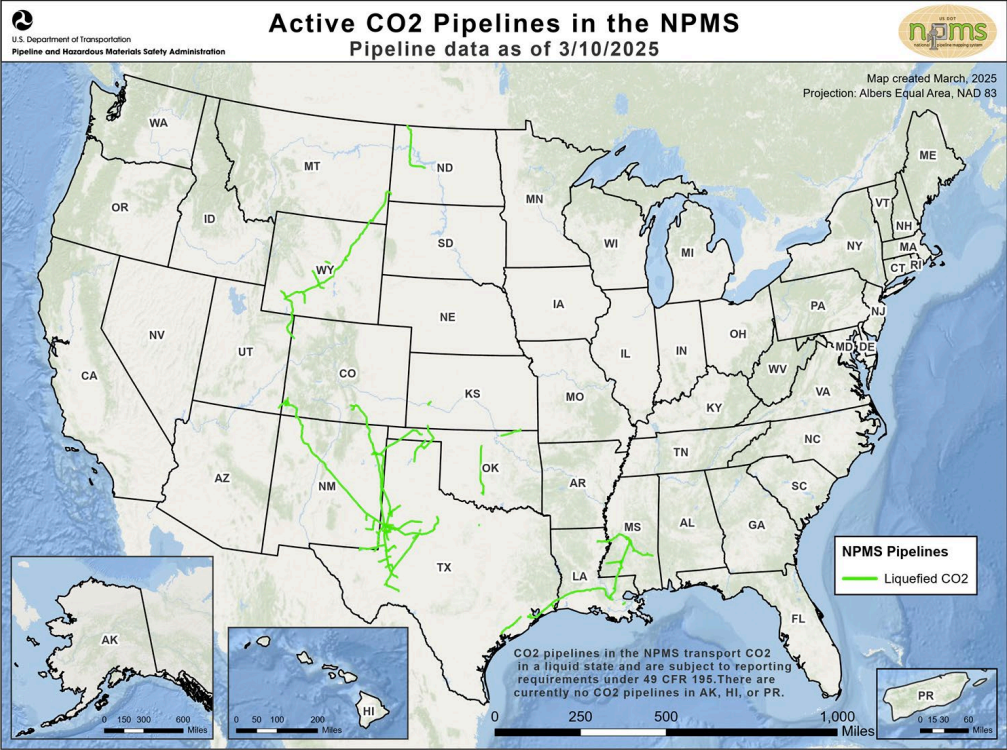 Active CO2 Pipelines in the NPMS
Pipeline data as of 3/10/2025
U.S. Department of Transportation
Pipeline and Hazardous Materials Safety Administration
US DOT
npms
national pipeline mapping system
Map created March, 2025
Projection: Albers Equal Area, NAD 83
WA
MT
ND
MN
ME
OR
ID
SD
WI
MI
VT
NH
NY
MA
CT
RI
WY
NV
UT
CO
NE
IA
IL
IN
OH
PA
NJ
MD
DE
WV
VA
CA
KS
MO
KY
NC
TN
SC
AZ
NM
OK
AR
MS
AL
GA
TX
LA
FL
NPMS Pipelines
Liquefied CO2
CO2 pipelines in the NPMS transport CO2
in a liquid state and are subject to reporting
requirements under 49 CFR 195.There are
currently no CO2 pipelines in AK, HI, or PR.
0 250 500 1,000
Miles
AK
0 150 300 600
Miles
HI
0 50 100 200
Miles
PR
0 15 30 60
Miles